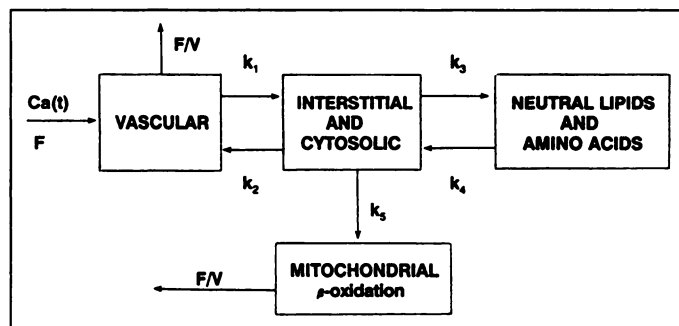 F/V
k1
k3
Ca(t)
F
VASCULAR
INTERSTITIAL
AND
CYTOSOLIC
NEUTRAL LIPIDS
AND
AMINO ACIDS
k2
k4
k5
MITOCHONDRIAL
β-oxidation
F/V